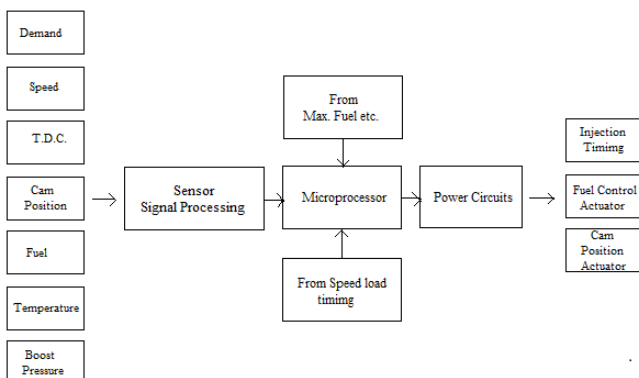 Demand
Speed
T.D.C.
Cam
Position
Fuel
Temperature
Boost
Pressure
Sensor
Signal Processing
From
Max. Fuel etc.
Microprocessor
From Speed load
timimg
Power Circuits
Injection
Timimg
Fuel Control
Actuator
Cam
Position
Actuator